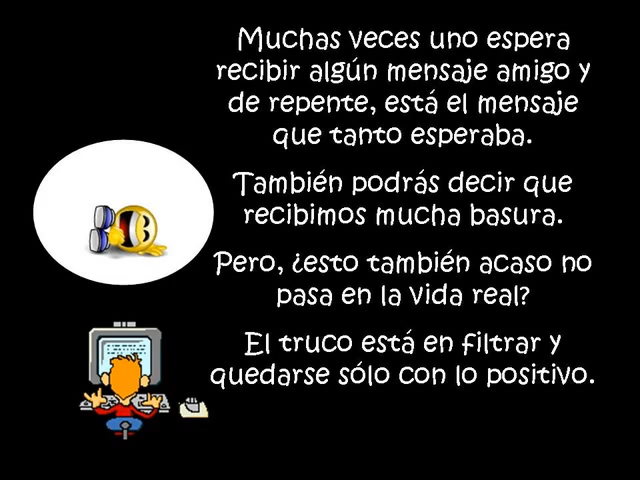 Muchas veces uno espera
recibir algún mensaje amigo y
de repente, está el mensaje
que tanto esperaba.
También podrás decir que
recibimos mucha basura.
Pero, ¿esto también acaso no
pasa en la vida real?
El truco está en filtrar y
quedarse sólo con lo positivo.